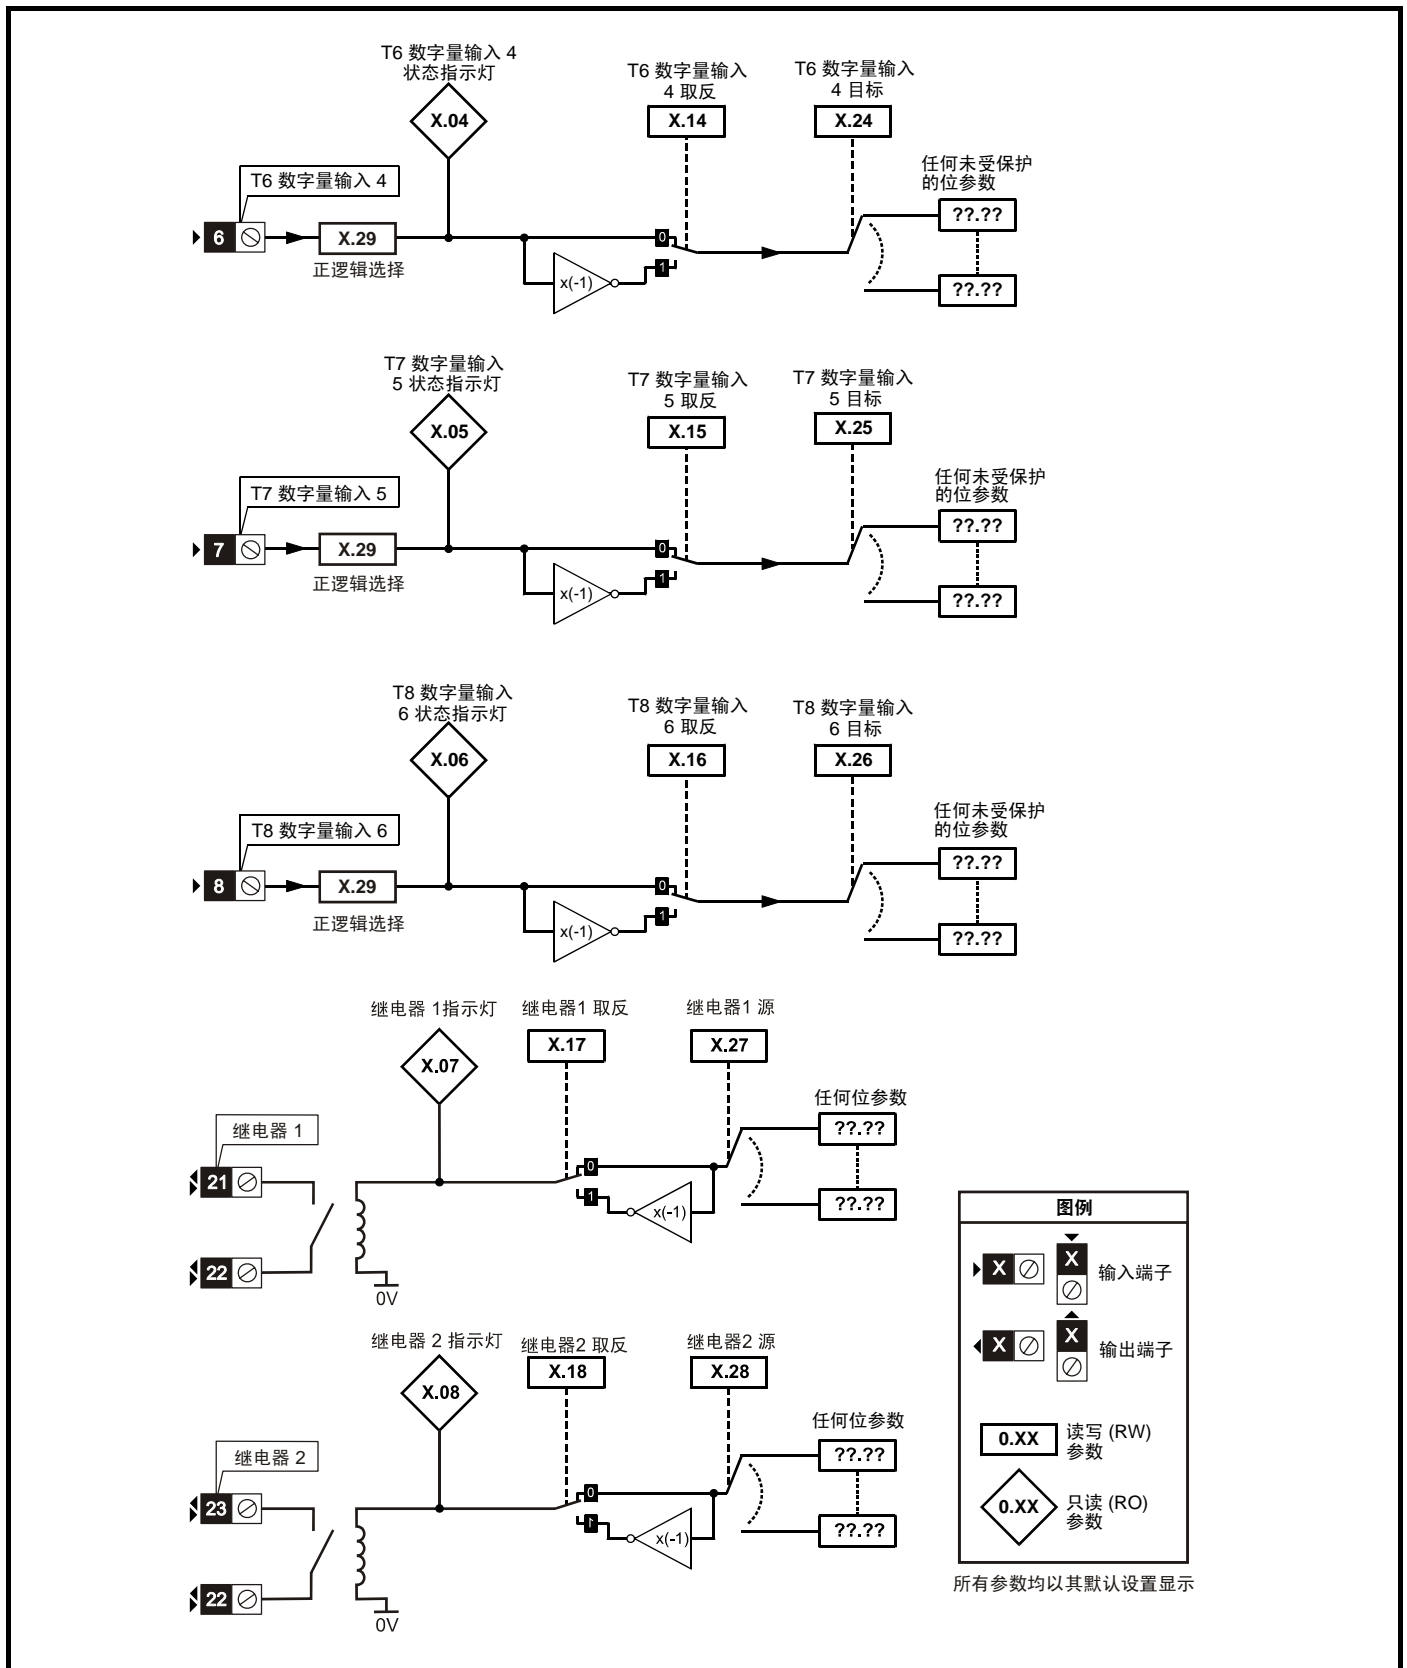 T6 数字量输入 4
状态指示灯
T6 数字量输入
4 取反
T6 数字量输入
4 目标
X.04
X.14
X.24
任何未受保护
的位参数
T6 数字量输入 4
??.??
6
X.29
0
正逻辑选择
1
x(-1)
??.??
T7 数字量输入
5 状态指示灯
T7 数字量输入
5 取反
T7 数字量输入
5 目标
X.05
X.15
X.25
任何未受保护
的位参数
T7 数字量输入 5
??.??
7
X.29
0
正逻辑选择
1
x(-1)
??.??
T8 数字量输入
6 状态指示灯
T8 数字量输入
6 取反
T8 数字量输入
6 目标
X.06
X.16
X.26
任何未受保护
的位参数
T8 数字量输入 6
??.??
8
X.29
0
正逻辑选择
1
x(-1)
??.??
继电器 1指示灯
继电器1 取反
继电器1 源
X.07
X.17
X.27
任何位参数
继电器 1
??.??
21
0
1
x(-1)
??.??
22
0V
继电器 2 指示灯
继电器2 取反
继电器2 源
X.08
X.18
X.28
任何位参数
继电器 2
??.??
23
0
1
x(-1)
??.??
22
0V
图例
X
X
输入端子
X
X
输出端子
0.XX
读写 (RW)
参数
0.XX
只读 (RO)
参数
所有参数均以其默认设置显示